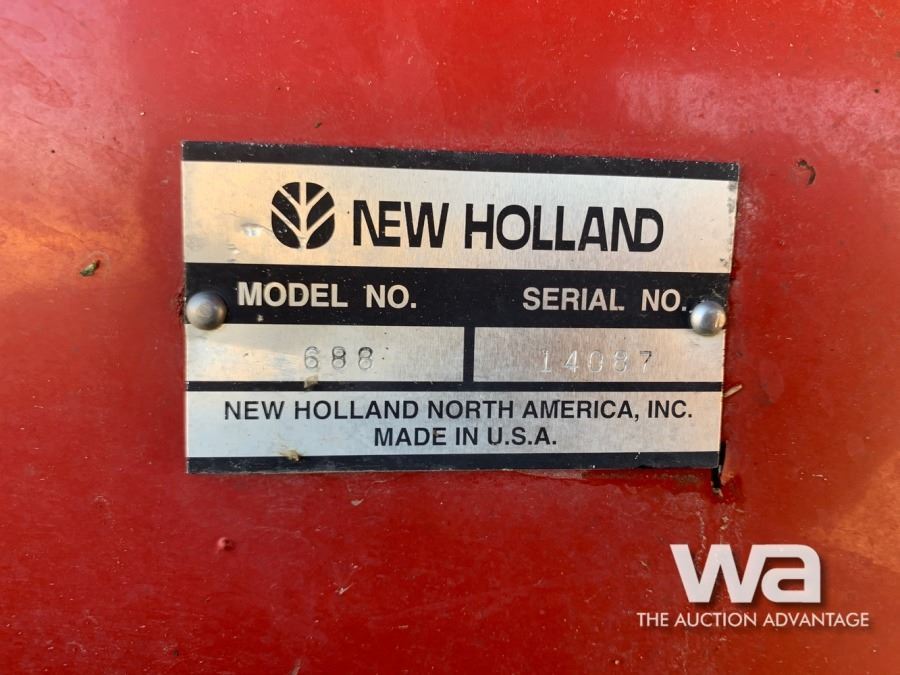 NEW HOLLAND
MODEL NO. SERIAL NO.
688 14087
NEW HOLLAND NORTH AMERICA, INC.
MADE IN U.S.A.
wa
THE AUCTION ADVANTAGE